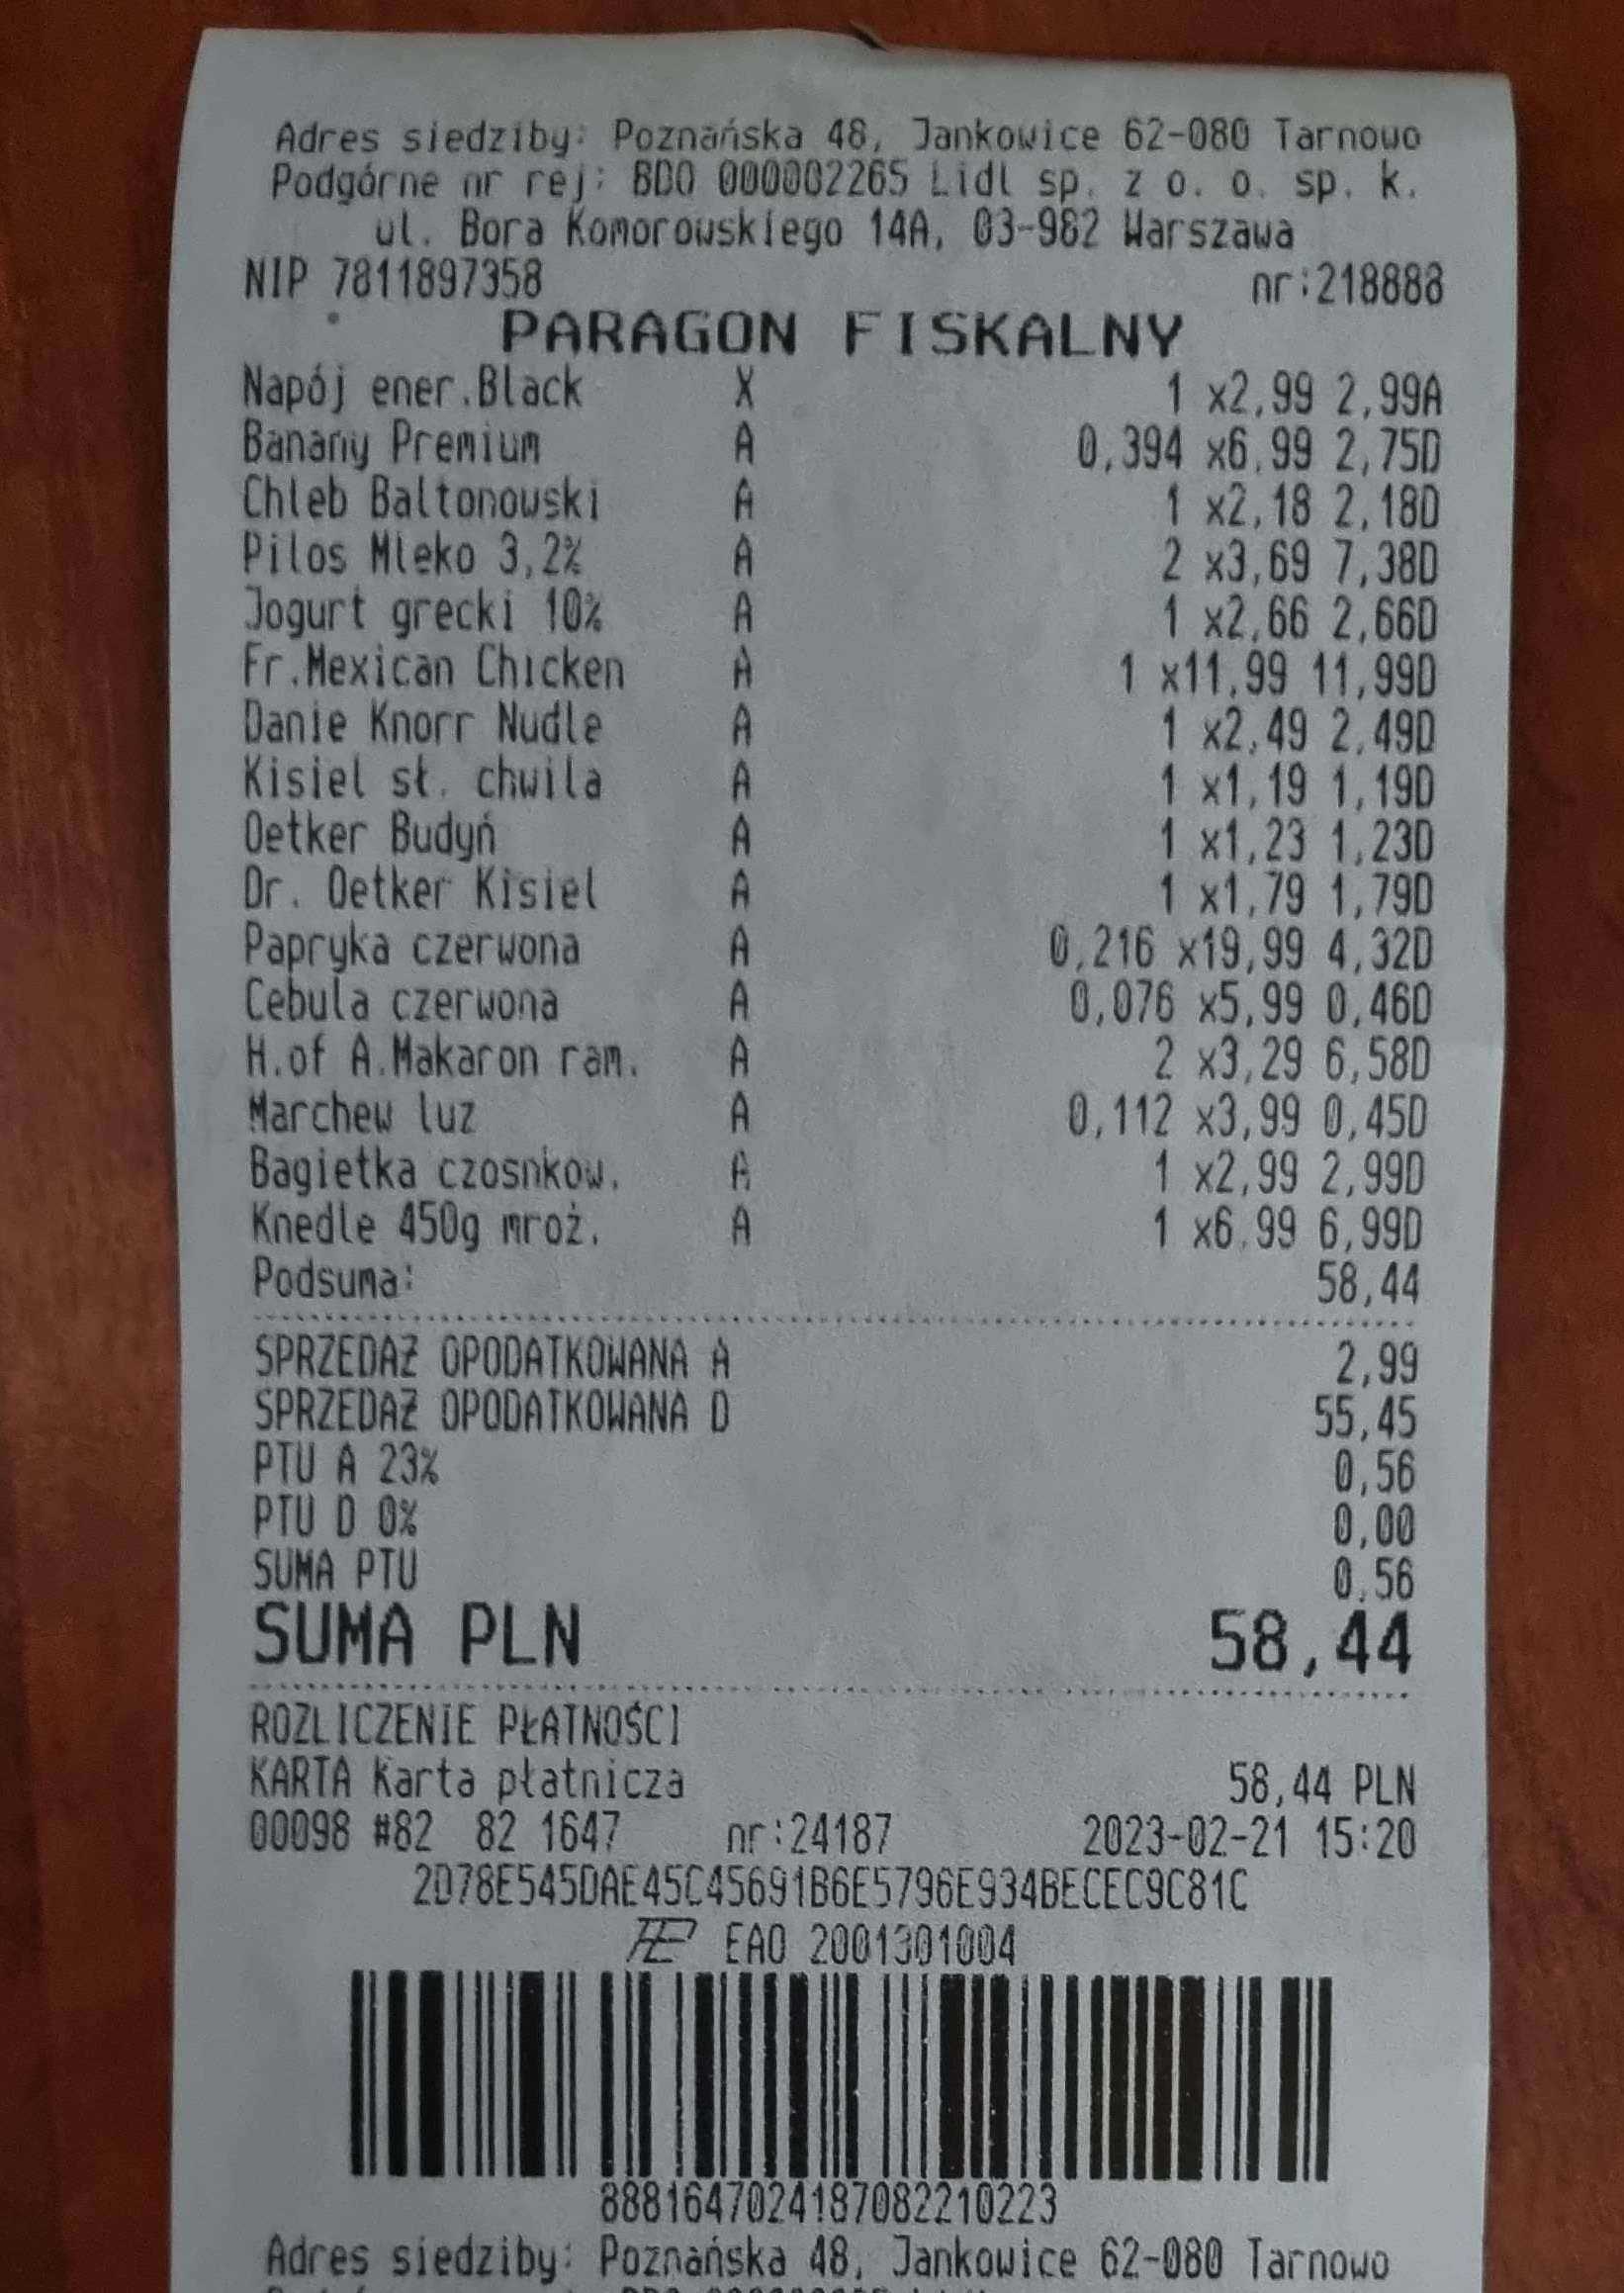 Adres siedziby: Poznańska 48, Jankowice 62-080 Tarnowo
Podgórne nr rej: BDO 000002265 Lidl sp. z o. o. sp. k.
ul. Bora Komorowskiego 14A, 03-982 Warszawa
NIP 7811897358 nr:218888
PARAGON FISKALNY
Napój ener.Black X 1 x2,99 2,99A
Banany Premium A 0,394 x6,99 2,75D
Chleb Baltonowski A 1 x2,18 2,18D
Pilos Mleko 3,2% A 2 x3,69 7,38D
Jogurt grecki 10% A 1 x2,66 2,66D
Fr.Mexican Chicken A 1 x11,99 11,99D
Danie Knorr Nudle A 1 x2,49 2,49D
Kisiel sł. chwila A 1 x1,19 1,19D
Oetker Budyń A 1 x1,23 1,23D
Dr. Oetker Kisiel A 1 x1,79 1,79D
Papryka czerwona A 0,216 x19,99 4,32D
Cebula czerwona A 0,076 x5,99 0,46D
H.of A.Makaron ram. A 2 x3,29 6,58D
Marchew luz A 0,112 x3,99 0,45D
Bagietka czosnkow. A 1 x2,99 2,99D
Knedle 450g mroż. A 1 x6,99 6,99D
Podsuma: 58,44
SPRZEDAŻ OPODATKOWANA A 2,99
SPRZEDAŻ OPODATKOWANA D 55,45
PTU A 23% 0,56
PTU D 0% 0,00
SUMA PTU 0,56
SUMA PLN 58,44
ROZLICZENIE PŁATNOŚCI
KARTA Karta płatnicza 58,44 PLN
00098 #82 82 1647 nr:24187 2023-02-21 15:20
2D78E545DAE45C45691B6E5796E934BECEC9C81C
EAO 2001301004
8881647024187082210223
Adres siedziby: Poznańska 48, Jankowice 62-080 Tarnowo